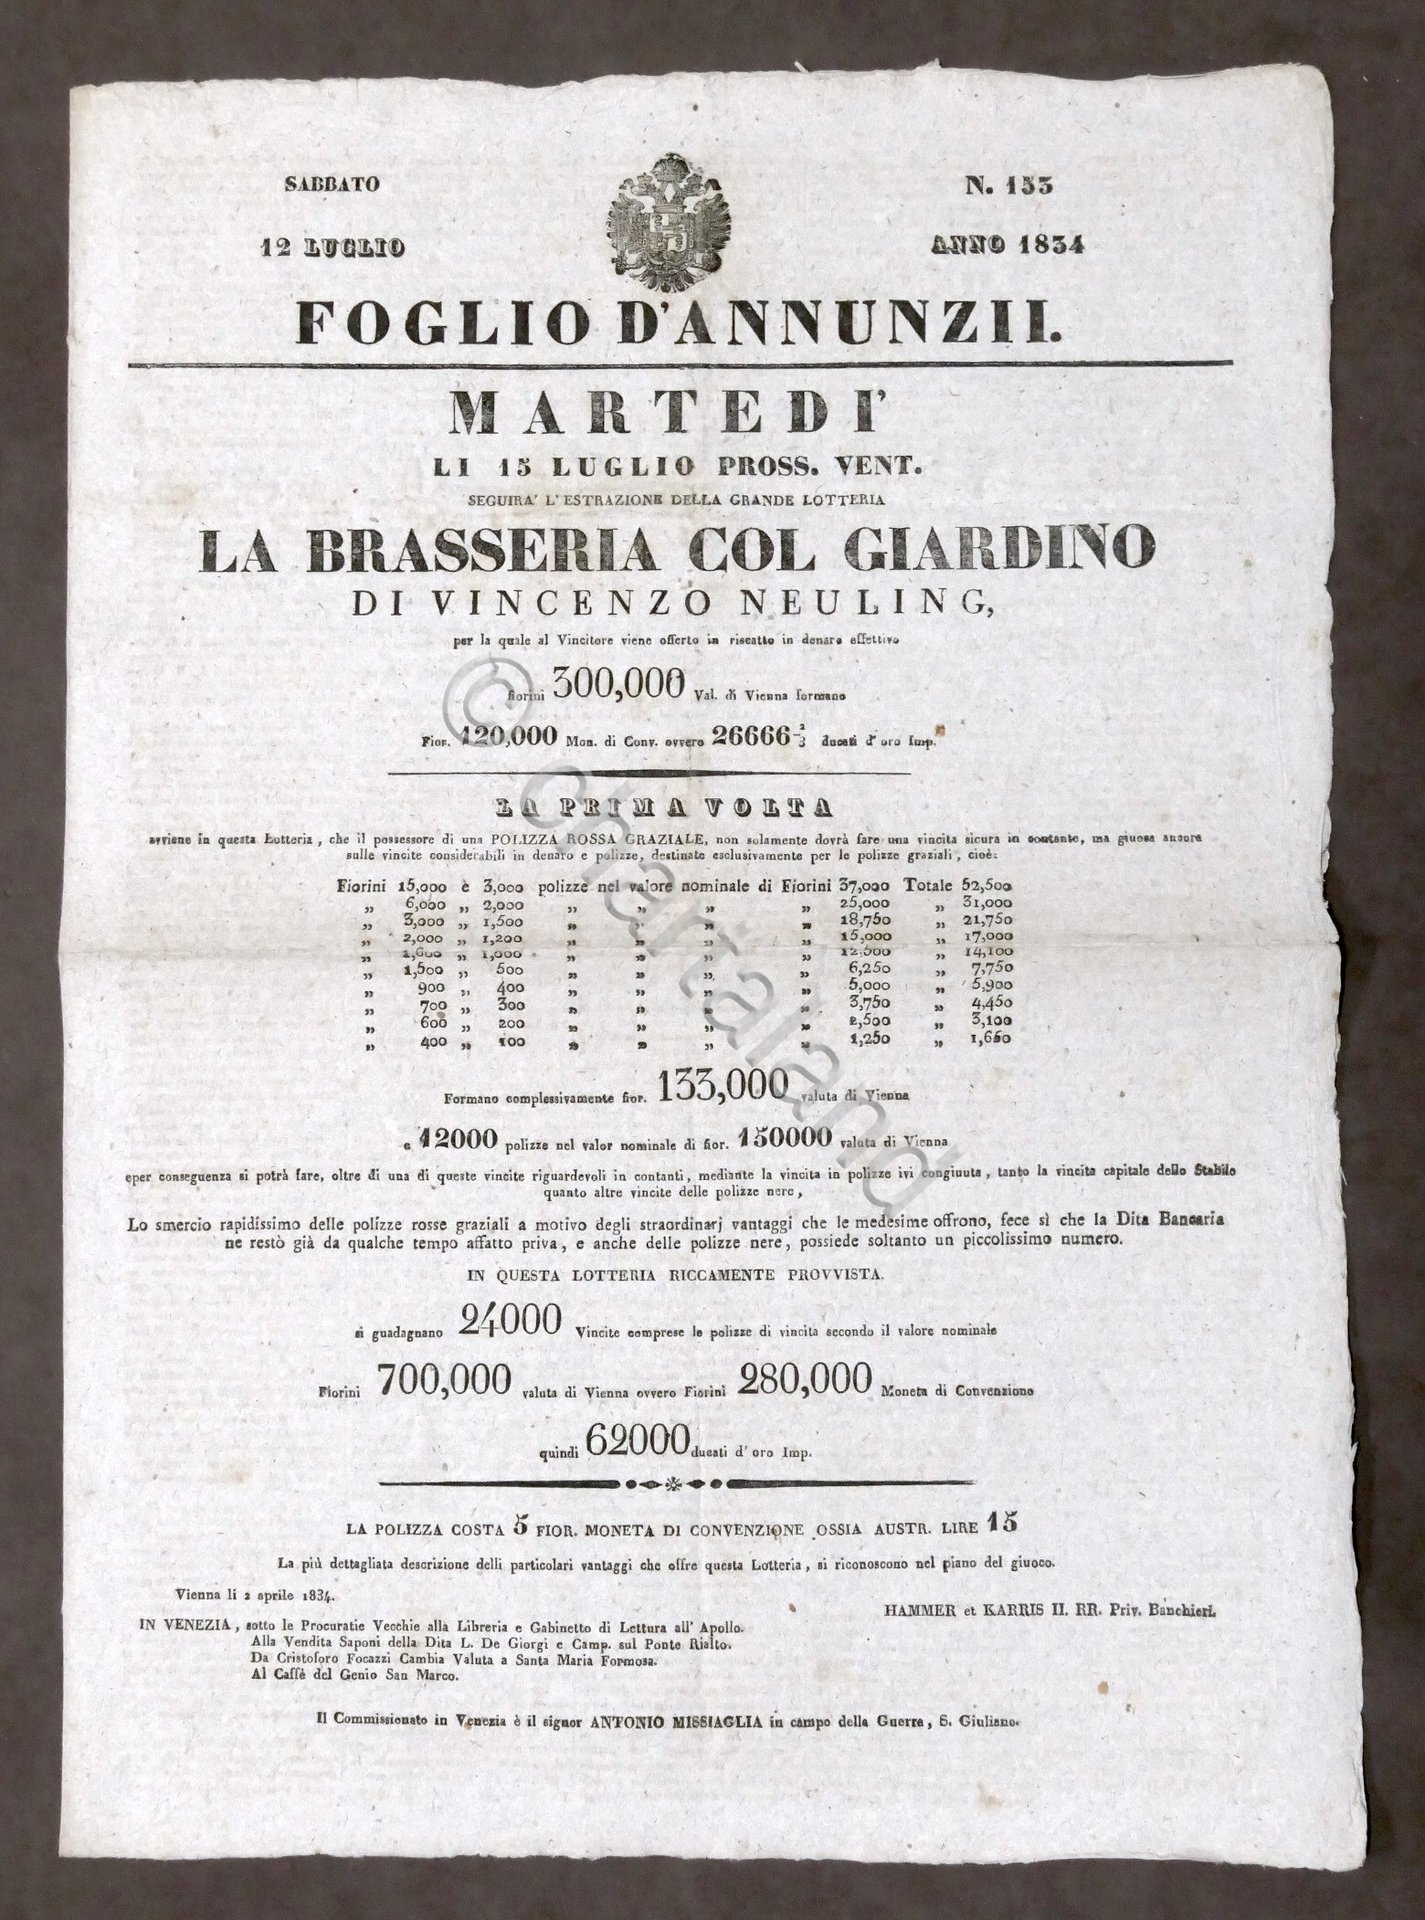 SABBATO
N. 153
12 LUGLIO
ANNO 1834
FOGLIO D'ANNUNZII.
MARTEDI'
LI 15 LUGLIO PROSS. VENT.
SEGUIRA' L'ESTRAZIONE DELLA GRANDE LOTTERIA
LA BRASSERIA COL GIARDINO
DI VINCENZO NEULING,
per la quale al Vincitore viene offerto in riscatto in denaro effettivo
fiorini 300,000 Val. di Vienna formano
Fior. 120,000 Mon. di Conv. ovvero 26666 2/3 ducati d'oro Imp.
LA PRIMA VOLTA
avviene in questa Lotteria, che il possessore di una POLIZZA ROSSA GRAZIALE, non solamente dovrà fare una vincita sicura in contante, ma giuoca ancora
sulle vincite considerabili in denaro e polizze, destinate esclusivamente per le polizze graziali, cioè:
Fiorini 15,000 e 3,000 polizze nel valore nominale di Fiorini 37,000 Totale 52,500
„ 6,000 „ 2,000 „ „ „ „ 25,000 „ 31,000
„ 3,000 „ 1,500 „ „ „ „ 18,750 „ 21,750
„ 2,000 „ 1,200 „ „ „ „ 15,000 „ 17,000
„ 1,600 „ 1,000 „ „ „ „ 12,500 „ 14,100
„ 1,500 „ 500 „ „ „ „ 6,250 „ 7,750
„ 900 „ 400 „ „ „ „ 5,000 „ 5,900
„ 700 „ 300 „ „ „ „ 3,750 „ 4,450
„ 600 „ 200 „ „ „ „ 2,500 „ 3,100
„ 400 „ 100 „ „ „ „ 1,250 „ 1,650
Formano complessivamente fior. 133,000 valuta di Vienna
e 12000 polizze nel valor nominale di fior. 150000 valuta di Vienna
eper conseguenza si potrà fare, oltre di una di queste vincite riguardevoli in contanti, mediante la vincita in polizze ivi congiunta, tanto la vincita capitale dello Stabile
quanto altre vincite delle polizze nere,
Lo smercio rapidissimo delle polizze rosse graziali a motivo degli straordinarj vantaggi che le medesime offrono, fece sì che la Dita Bancaria
ne restò già da qualche tempo affatto priva, e anche delle polizze nere, possiede soltanto un piccolissimo numero.
IN QUESTA LOTTERIA RICCAMENTE PROVVISTA.
si guadagnano 24000 Vincite comprese le polizze di vincita secondo il valore nominale
Fiorini 700,000 valuta di Vienna ovvero Fiorini 280,000 Moneta di Convenzione
quindi 62000 ducati d'oro Imp.
LA POLIZZA COSTA 5 FIOR. MONETA DI CONVENZIONE OSSIA AUSTR. LIRE 15
La più dettagliata descrizione delli particolari vantaggi che offre questa Lotteria, si riconoscono nel piano del giuoco.
Vienna li 2 aprile 1834.
HAMMER et KARRIS II. RR. Priv. Banchieri.
IN VENEZIA, sotto le Procuratie Vecchie alla Libreria e Gabinetto di Lettura all' Apollo.
Alla Vendita Saponi della Dita L. De Giorgi e Camp. sul Ponte Rialto.
Da Cristoforo Focazzi Cambia Valuta a Santa Maria Formosa.
Al Caffè del Genio San Marco.
Il Commissionato in Venezia è il signor ANTONIO MISSIAGLIA in campo della Guerra, S. Giuliano.
© chartaland